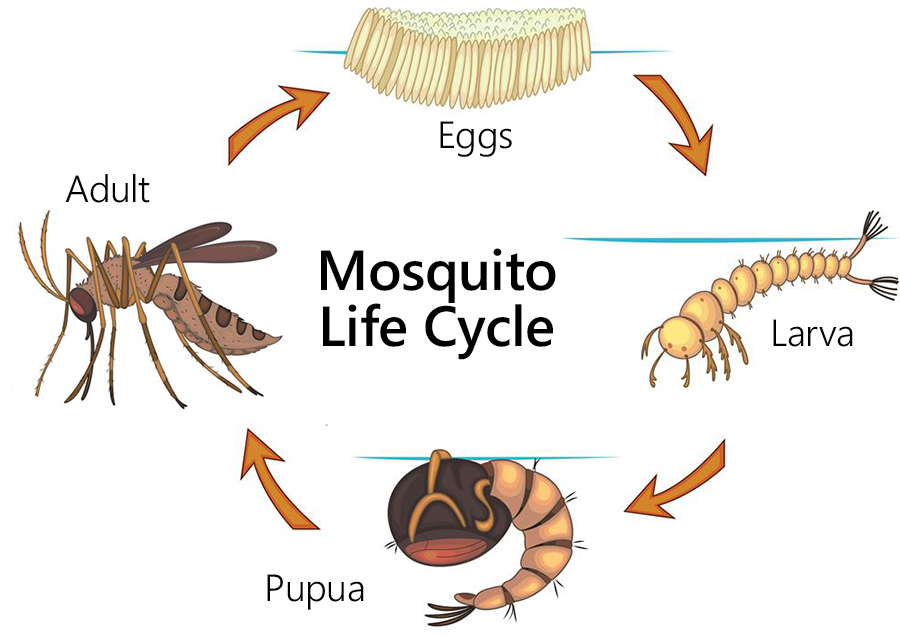 Eggs
Adult
Mosquito
Life Cycle
Larva
Pupua